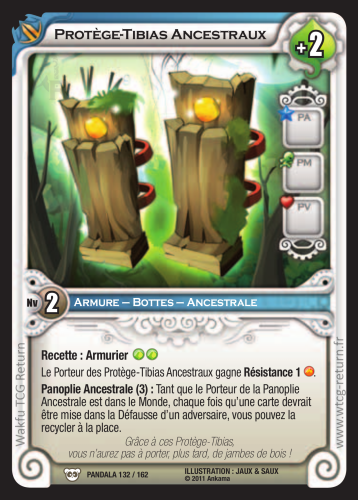 Protège-Tibias Ancestraux
+2
PA
PM
PV
Nv 2
Armure – Bottes – Ancestrale
Recette : Armurier
Le Porteur des Protège-Tibias Ancestraux gagne Résistance 1 .
Panoplie Ancestrale (3) : Tant que le Porteur de la Panoplie
Ancestrale est dans le Monde, chaque fois qu'une carte devrait
être mise dans la Défausse d'un adversaire, vous pouvez la
recycler à la place.
Grâce à ces Protège-Tibias,
vous n'aurez pas à porter, plus tard, de jambes de bois !
PANDALA 132 / 162
ILLUSTRATION : JAUX & SAUX
© 2011 Ankama
Wakfu TCG Return
www.wtcg-return.fr